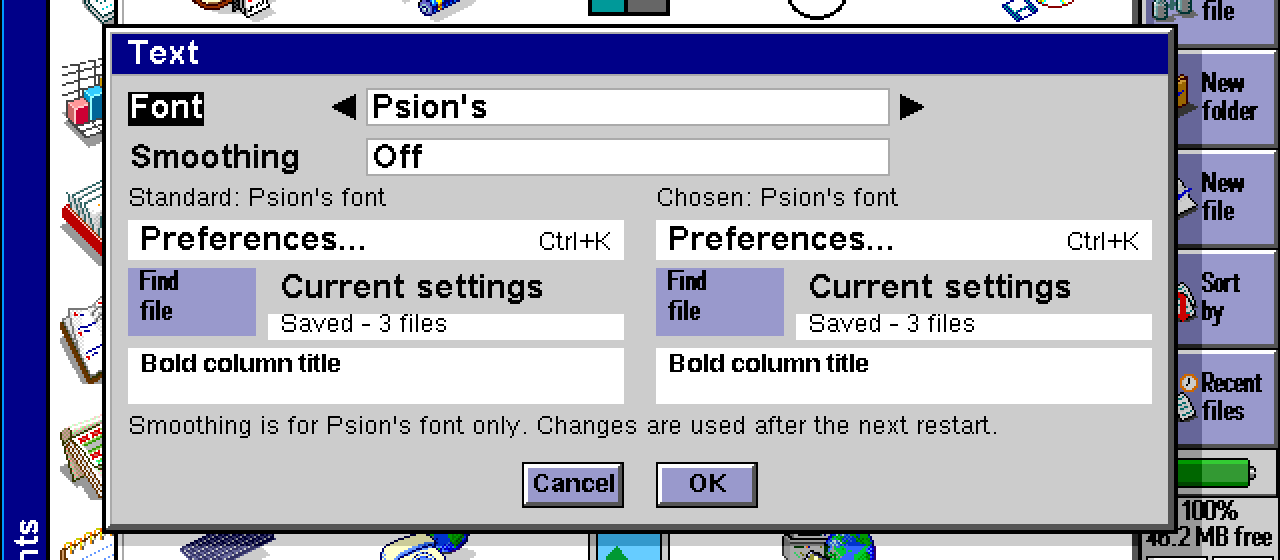 file
Text
Font
Psion's
New
folder
Smoothing
Off
Standard: Psion's font
Chosen: Psion's font
New
file
Preferences...
Ctrl+K
Preferences...
Ctrl+K
Find
file
Current settings
Saved - 3 files
Find
file
Current settings
Saved - 3 files
Sort
by
Bold column title
Bold column title
Recent
files
Smoothing is for Psion's font only. Changes are used after the next restart.
Cancel
OK
100%
MB free
nts